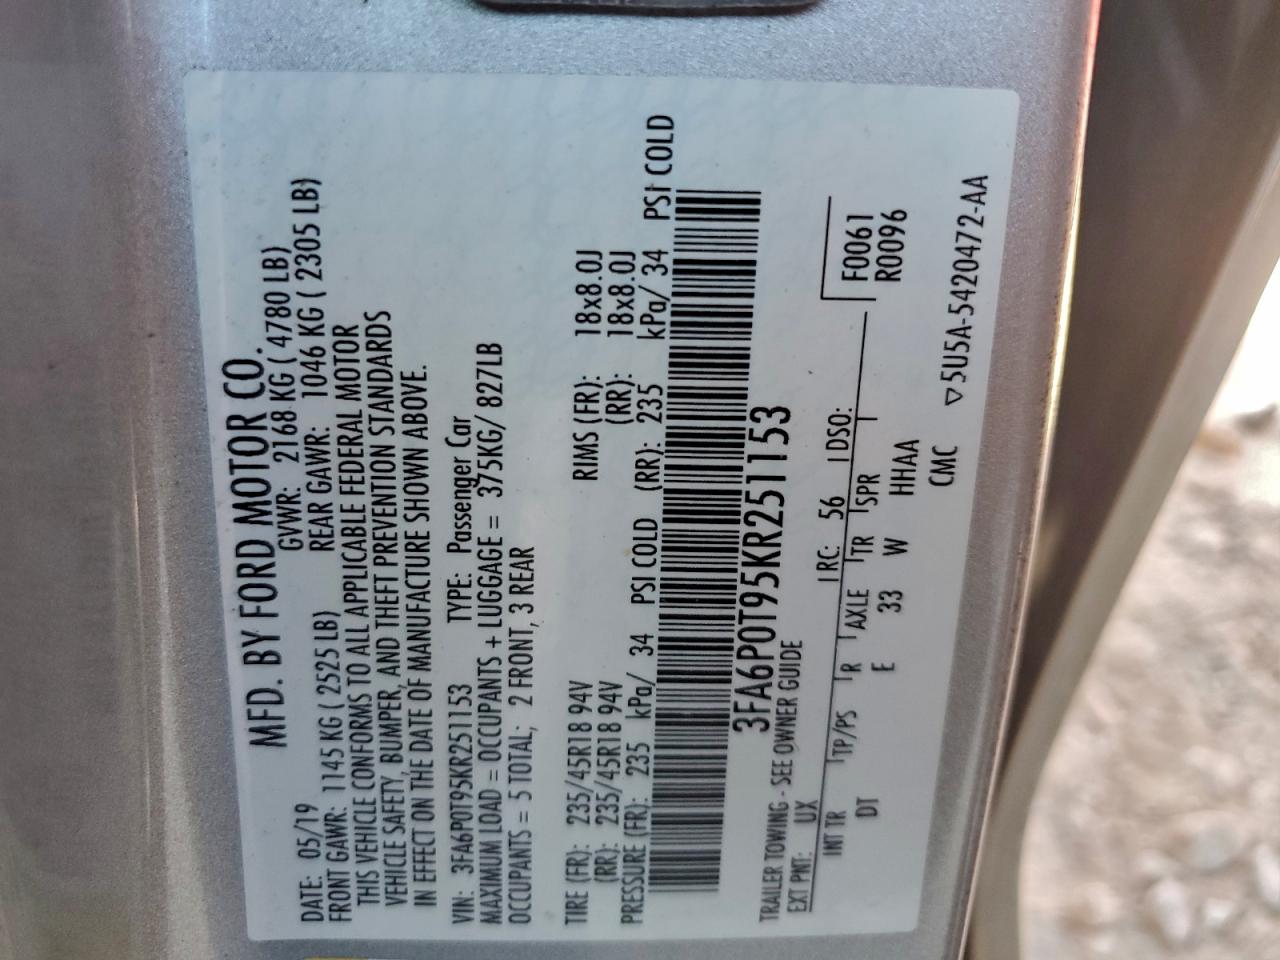 MFD. BY FORD MOTOR CO.
DATE: 05/19 GVWR: 2168 KG ( 4780 LB)
FRONT GAWR: 1145 KG ( 2525 LB) REAR GAWR: 1046 KG ( 2305 LB)
THIS VEHICLE CONFORMS TO ALL APPLICABLE FEDERAL MOTOR
VEHICLE SAFETY, BUMPER, AND THEFT PREVENTION STANDARDS
IN EFFECT ON THE DATE OF MANUFACTURE SHOWN ABOVE.
VIN: 3FA6P0T95KR251153 TYPE: Passenger Car
MAXIMUM LOAD = OCCUPANTS + LUGGAGE = 375KG/ 827LB
OCCUPANTS = 5 TOTAL; 2 FRONT, 3 REAR
TIRE (FR): 235/45R18 94V RIMS (FR): 18x8.0J
(RR): 235/45R18 94V (RR): 18x8.0J
PRESSURE (FR): 235 kPa/ 34 PSI COLD (RR): 235 kPa/ 34 PSI COLD
3FA6P0T95KR251153
TRAILER TOWING - SEE OWNER GUIDE
EXT PNT: UX RC: 56 DSO:
INT TR TP/PS R AXLE TR SPR F0061
DT E 33 W HHAA R0096
CMC
▽5U5A-5420472-AA